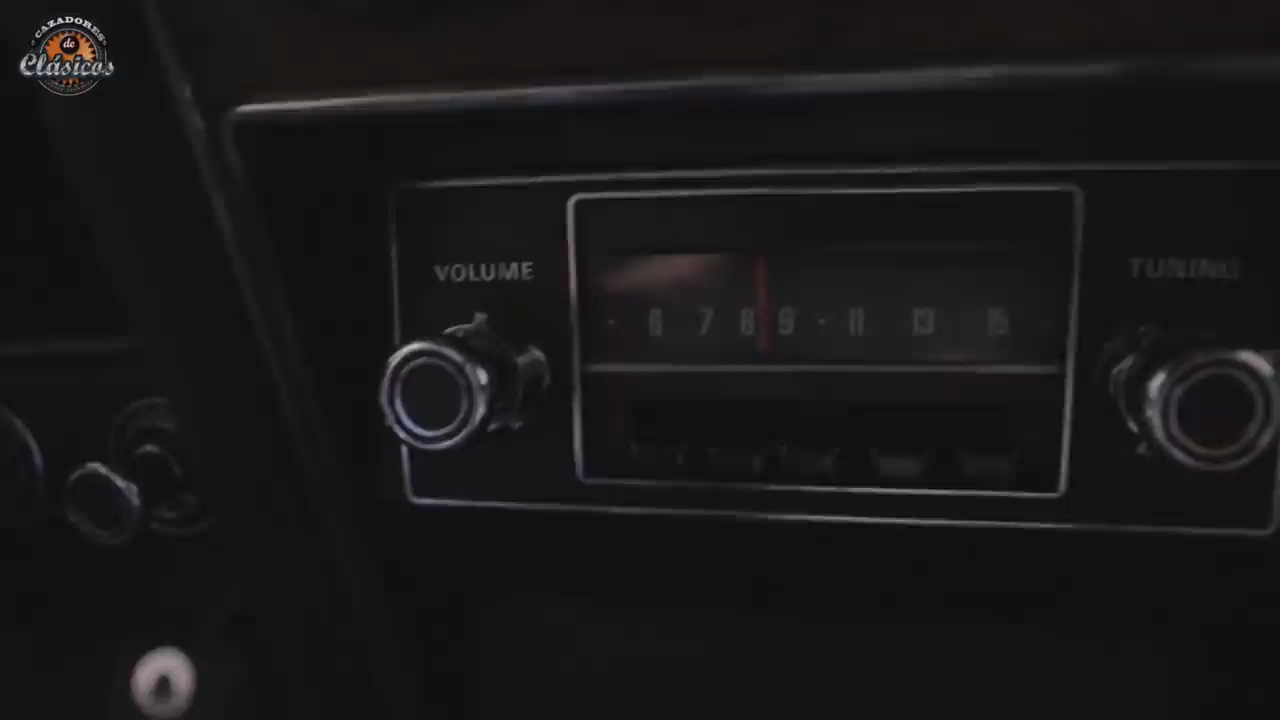 CAZADORES
de
Clásicos
VOLUME
TUNING
6 7 8 9 · 11 13 15